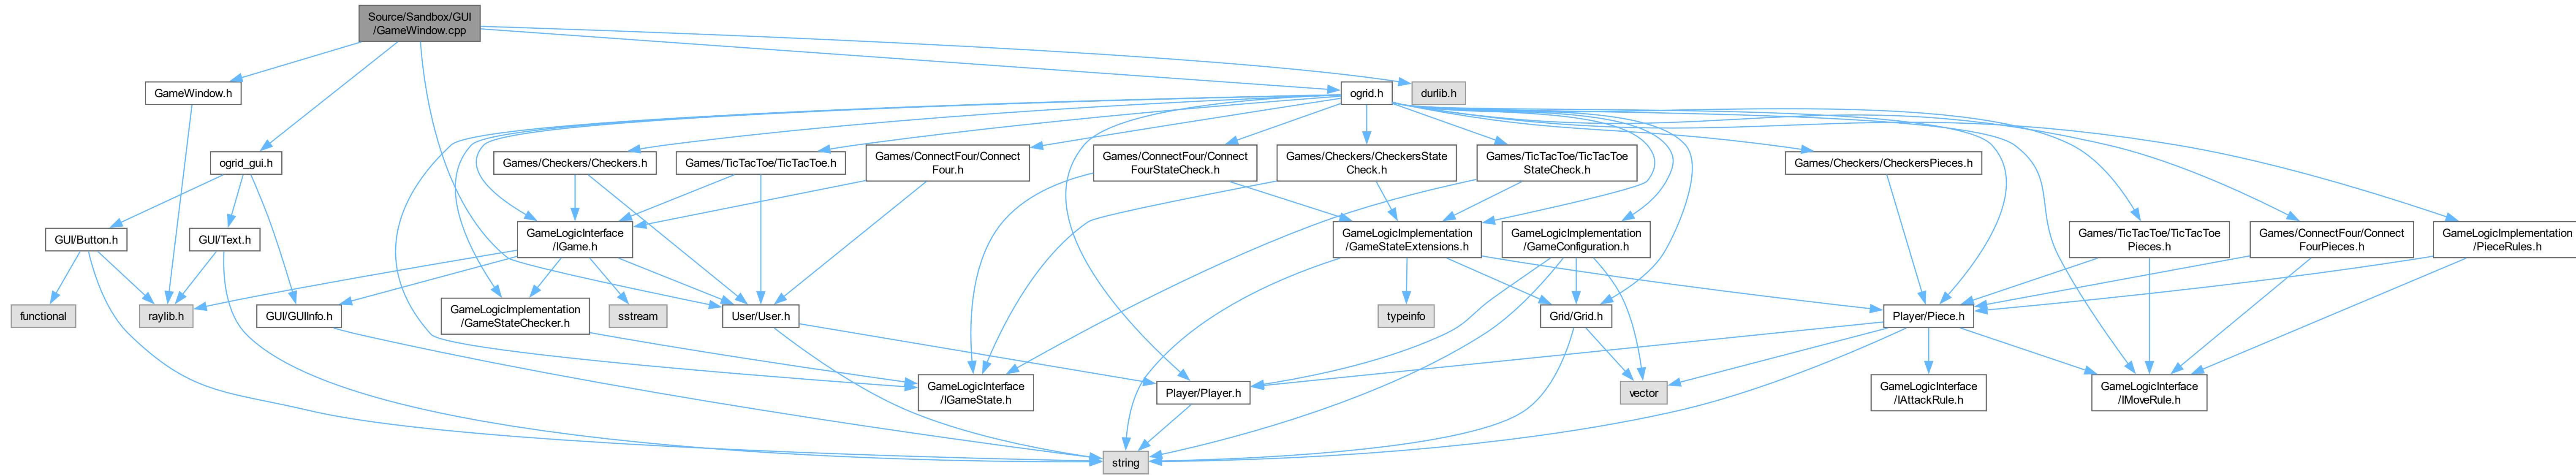 Source/Sandbox/GUI
/GameWindow.cpp
GameWindow.h
ogrid.h
durlib.h
ogrid_gui.h
Games/Checkers/Checkers.h
Games/TicTacToe/TicTacToe.h
Games/ConnectFour/Connect
Four.h
Games/ConnectFour/Connect
FourStateCheck.h
Games/Checkers/CheckersState
Check.h
Games/TicTacToe/TicTacToe
StateCheck.h
Games/Checkers/CheckersPieces.h
GUI/Button.h
GUI/Text.h
GameLogicInterface
/IGame.h
GameLogicImplementation
/GameStateExtensions.h
GameLogicImplementation
/GameConfiguration.h
Games/TicTacToe/TicTacToe
Pieces.h
Games/ConnectFour/Connect
FourPieces.h
GameLogicImplementation
/PieceRules.h
functional
raylib.h
GUI/GUIInfo.h
GameLogicImplementation
/GameStateChecker.h
sstream
User/User.h
typeinfo
Grid/Grid.h
Player/Piece.h
GameLogicInterface
/IGameState.h
Player/Player.h
vector
GameLogicInterface
/IAttackRule.h
GameLogicInterface
/IMoveRule.h
string